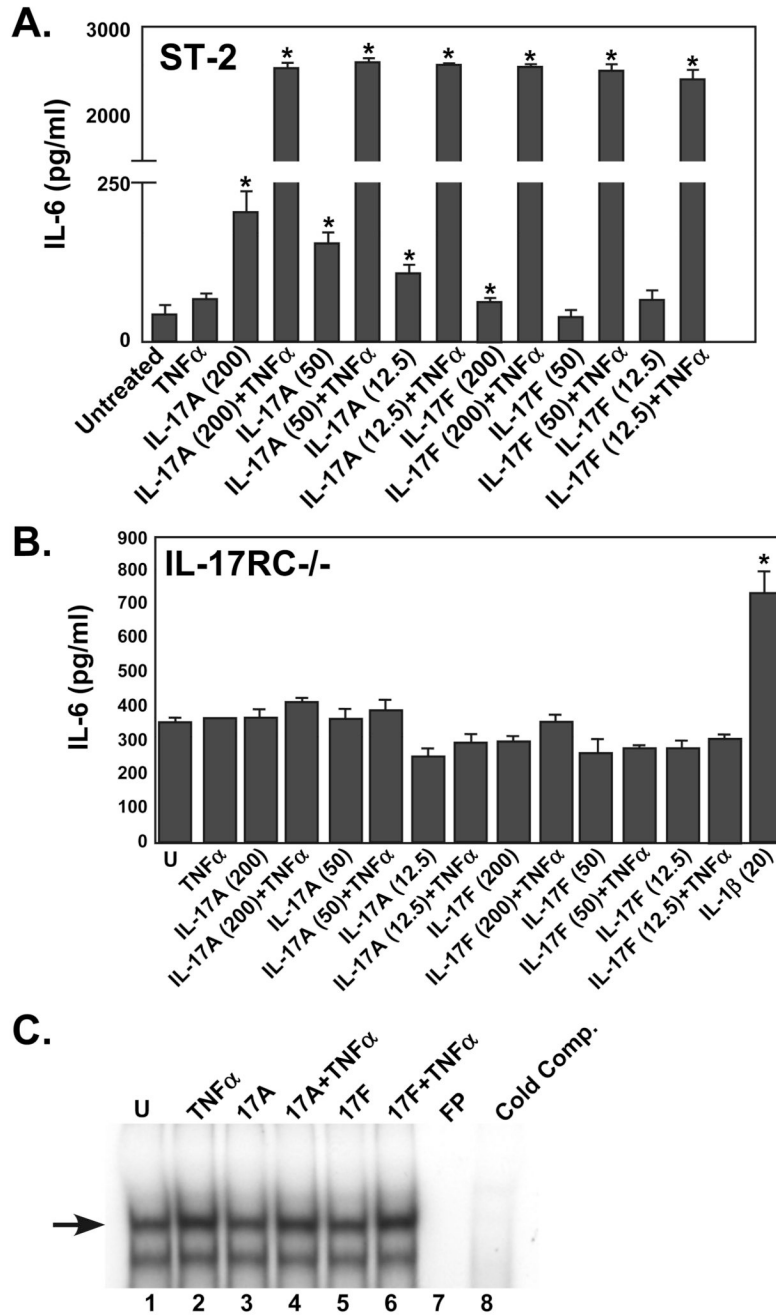 A.
ST-2
IL-6 (pg/ml)
3000
2000
250
0
Untreated
TNFα
IL-17A (200)
IL-17A (200)+TNFα
IL-17A (50)
IL-17A (50)+TNFα
IL-17A (12.5)
IL-17A (12.5)+TNFα
IL-17F (200)
IL-17F (200)+TNFα
IL-17F (50)
IL-17F (50)+TNFα
IL-17F (12.5)
IL-17F (12.5)+TNFα
* * * * * * * * * *
B.
IL-17RC-/-
IL-6 (pg/ml)
900
800
700
600
500
400
300
200
100
0
*
U
TNFα
IL-17A (200)
IL-17A (200)+TNFα
IL-17A (50)
IL-17A (50)+TNFα
IL-17A (12.5)
IL-17A (12.5)+TNFα
IL-17F (200)
IL-17F (200)+TNFα
IL-17F (50)
IL-17F (50)+TNFα
IL-17F (12.5)
IL-17F (12.5)+TNFα
IL-1β (20)
C.
U
TNFα
17A
17A+TNFα
17F
17F+TNFα
FP
Cold Comp.
1 2 3 4 5 6 7 8